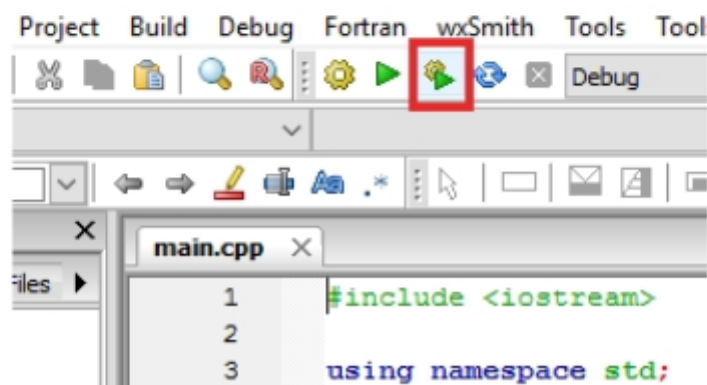 Project Build Debug Fortran wxSmith Tools Tool
Debug
main.cpp
Files
1 #include <iostream>
2
3 using namespace std;